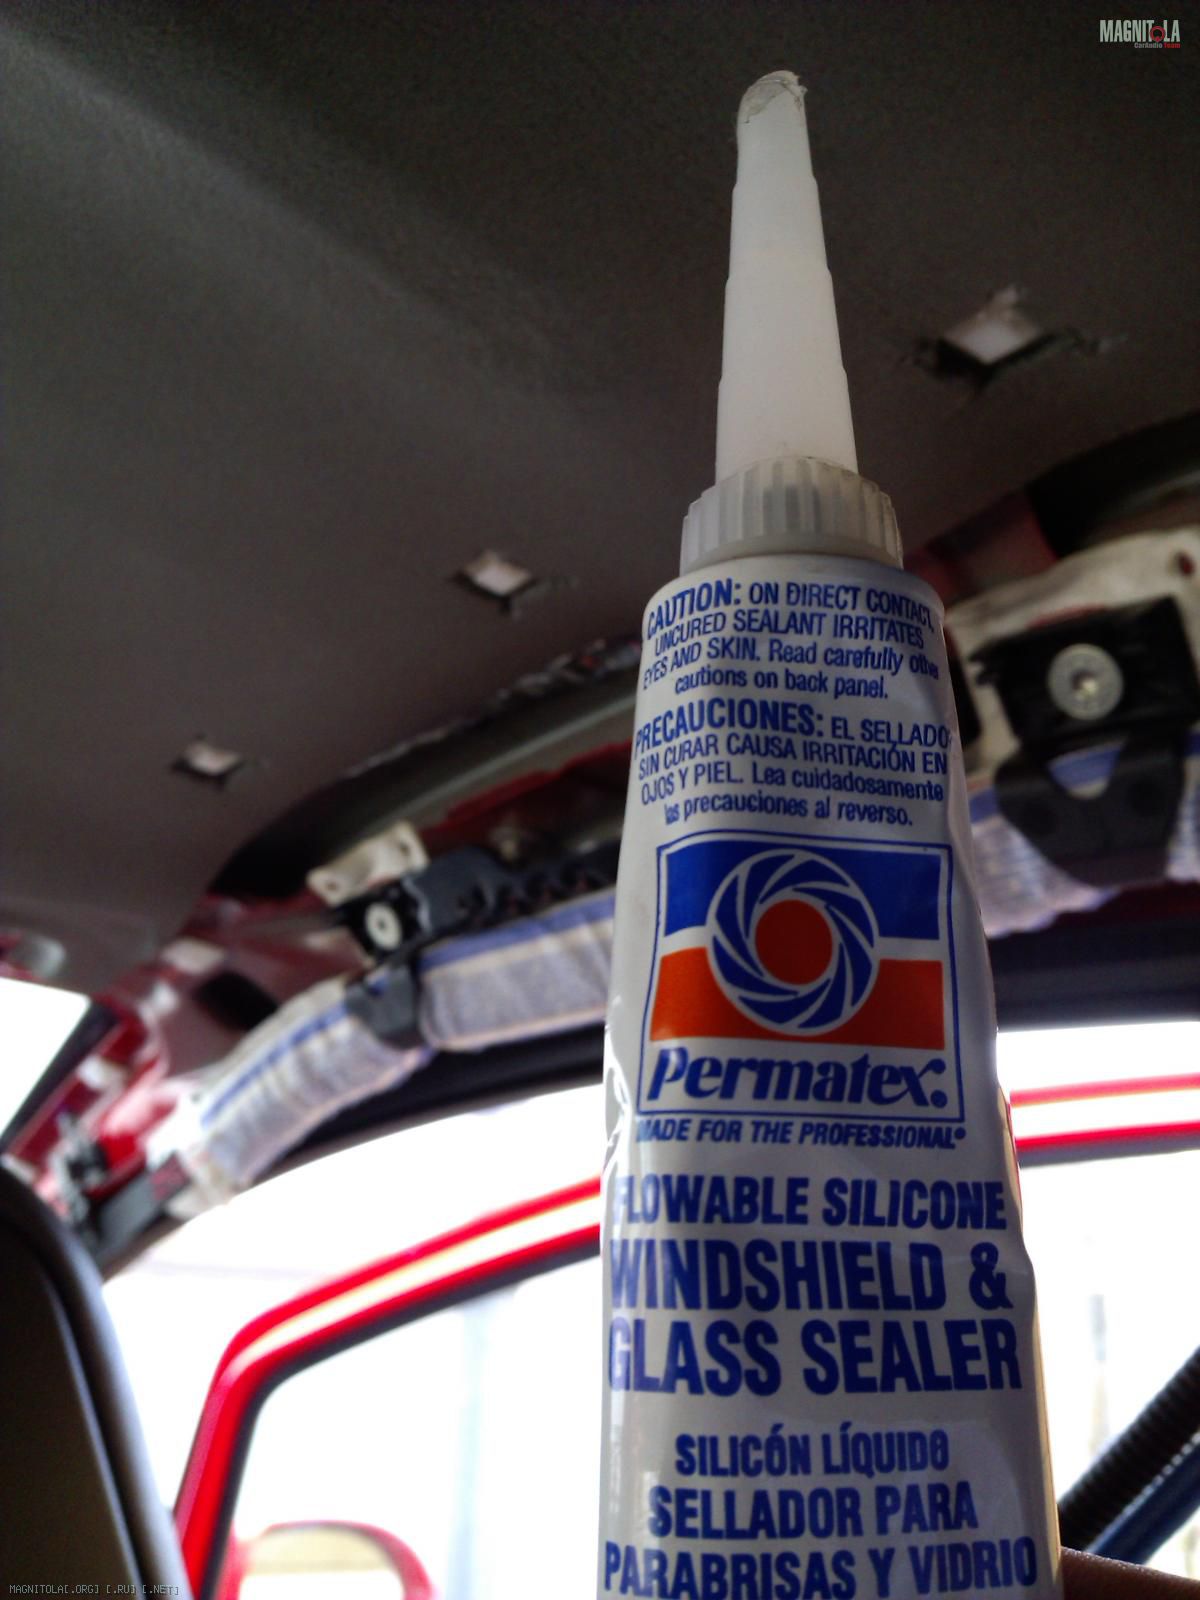 MAGNITOLA
CarAudio Team
CAUTION: ON DIRECT CONTACT,
UNCURED SEALANT IRRITATES
EYES AND SKIN. Read carefully other
cautions on back panel.
PRECAUCIONES: EL SELLADO
SIN CURAR CAUSA IRRITACIÓN EN
OJOS Y PIEL. Lea cuidadosamente
las precauciones al reverso.
Permatex®
MADE FOR THE PROFESSIONAL®
FLOWABLE SILICONE
WINDSHIELD &
GLASS SEALER
SILICÓN LÍQUIDO
SELLADOR PARA
PARABRISAS Y VIDRIO
MAGNITOLA[.ORG] [.RU] [.NET]